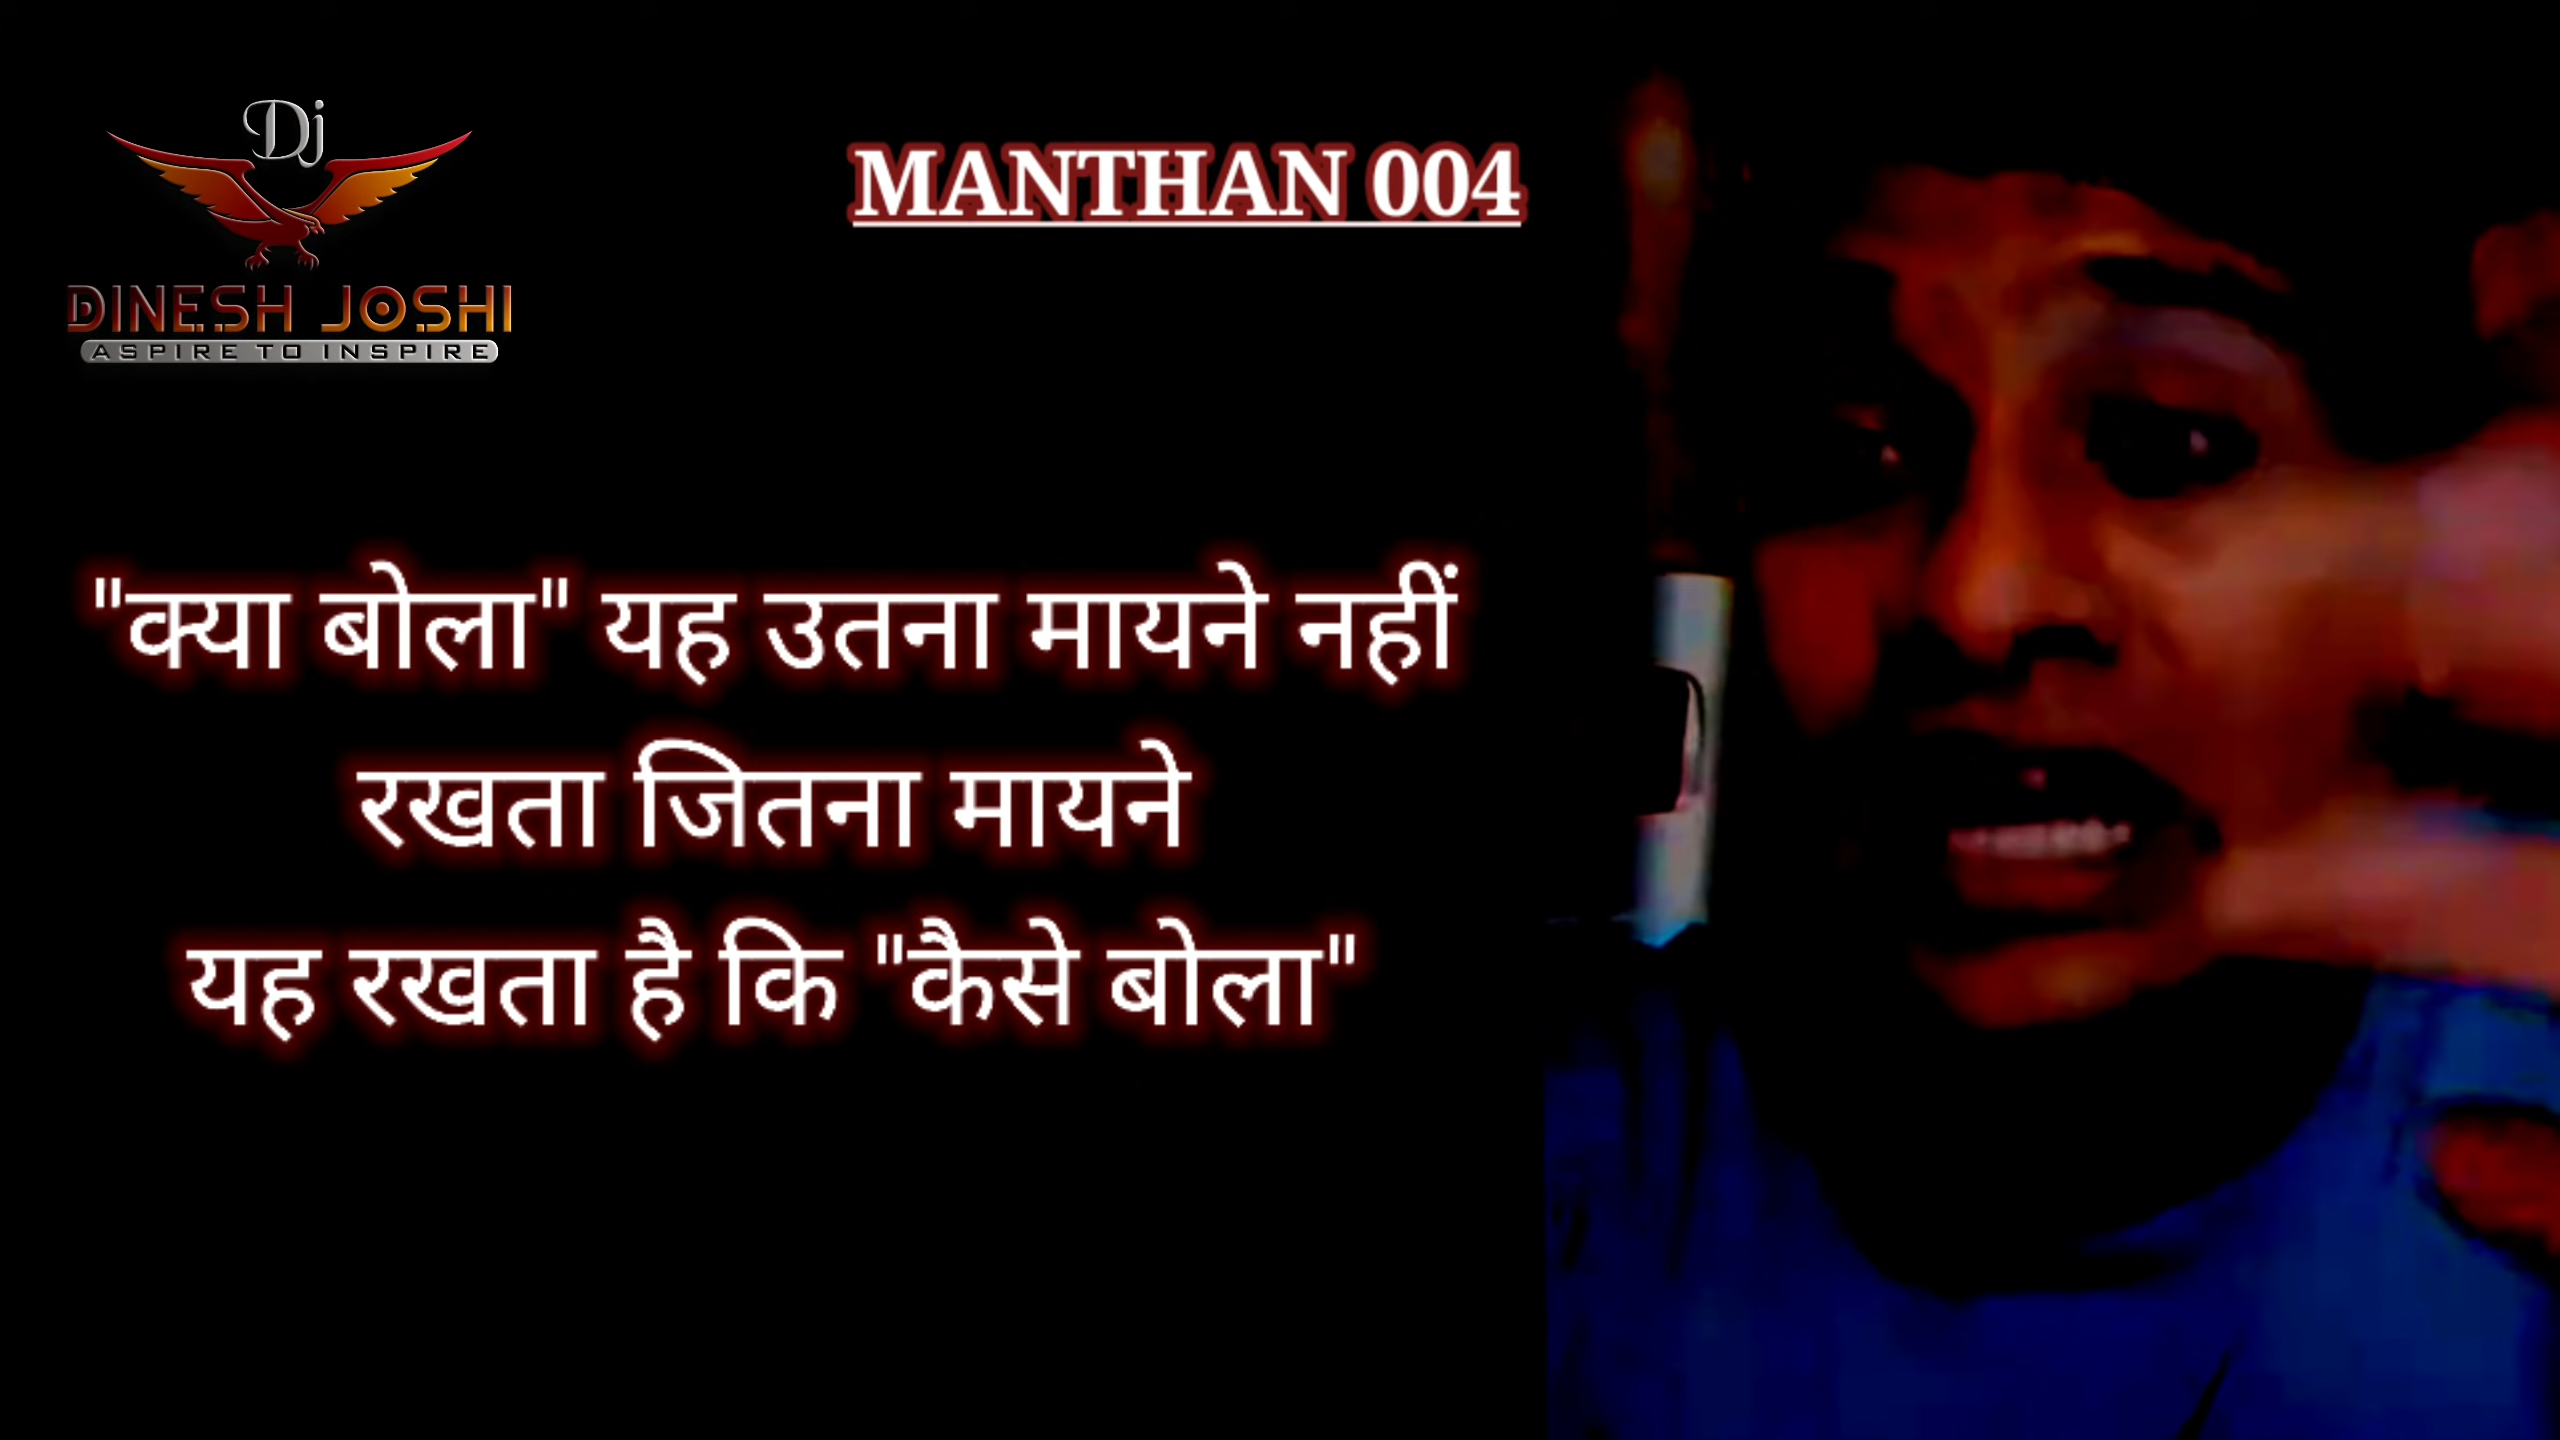 Dj
DINESH JOSHI
ASPIRE TO INSPIRE
MANTHAN 004
"क्या बोला" यह उतना मायने नहीं
रखता जितना मायने
यह रखता है कि "कैसे बोला"